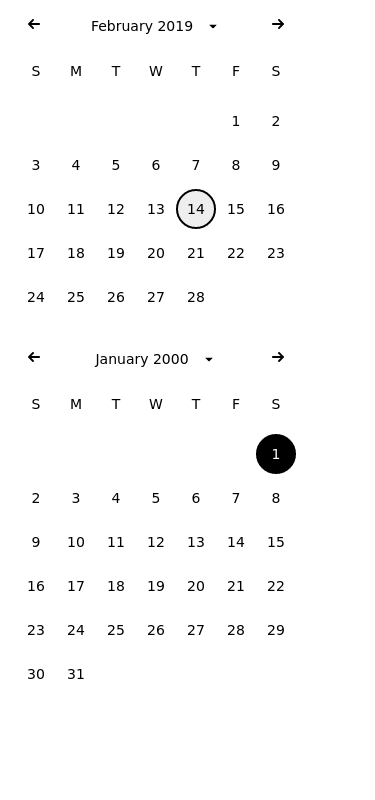 February 2019
S M T W T F S
1 2
3 4 5 6 7 8 9
10 11 12 13 14 15 16
17 18 19 20 21 22 23
24 25 26 27 28
January 2000
S M T W T F S
1
2 3 4 5 6 7 8
9 10 11 12 13 14 15
16 17 18 19 20 21 22
23 24 25 26 27 28 29
30 31